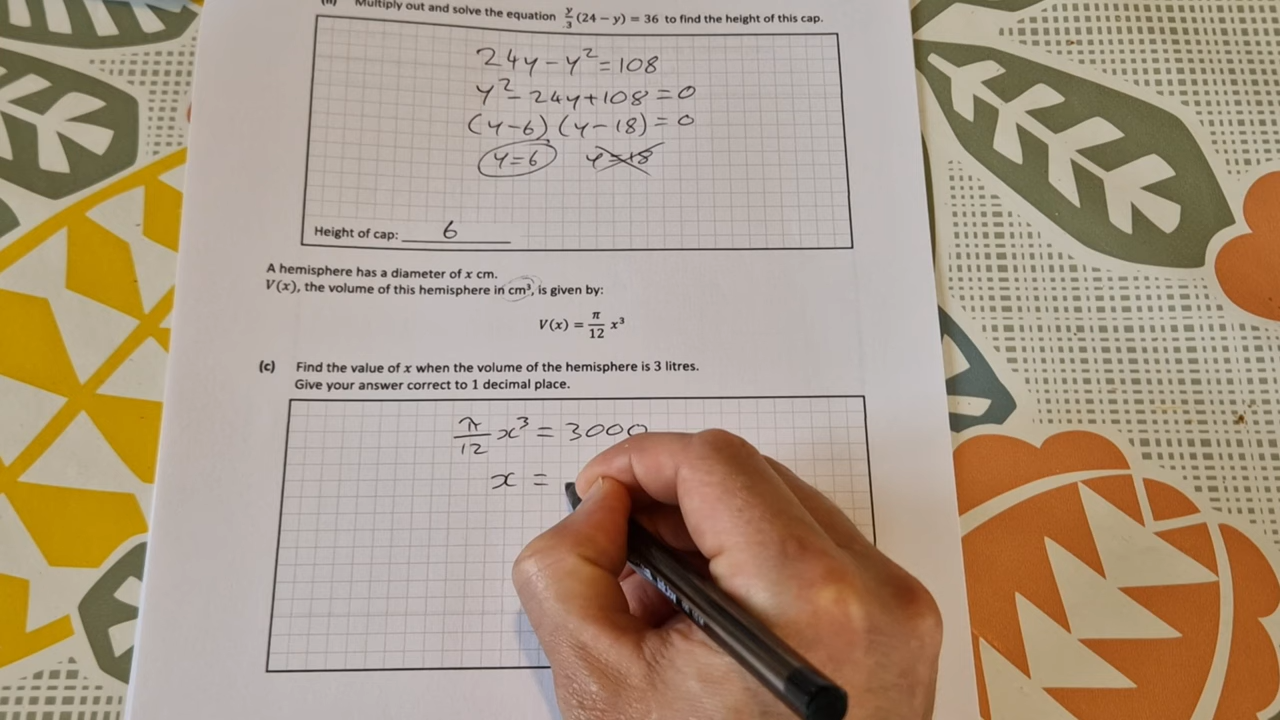 Multiply out and solve the equation y/3 (24 – y) = 36 to find the height of this cap.
24y – y² = 108
y² – 24y + 108 = 0
(y – 6) (y – 18) = 0
y = 6 y = 18
Height of cap: 6
A hemisphere has a diameter of x cm.
V(x), the volume of this hemisphere in cm³, is given by:
V(x) = π/12 x³
(c) Find the value of x when the volume of the hemisphere is 3 litres.
Give your answer correct to 1 decimal place.
π/12 x³ = 3000
x =